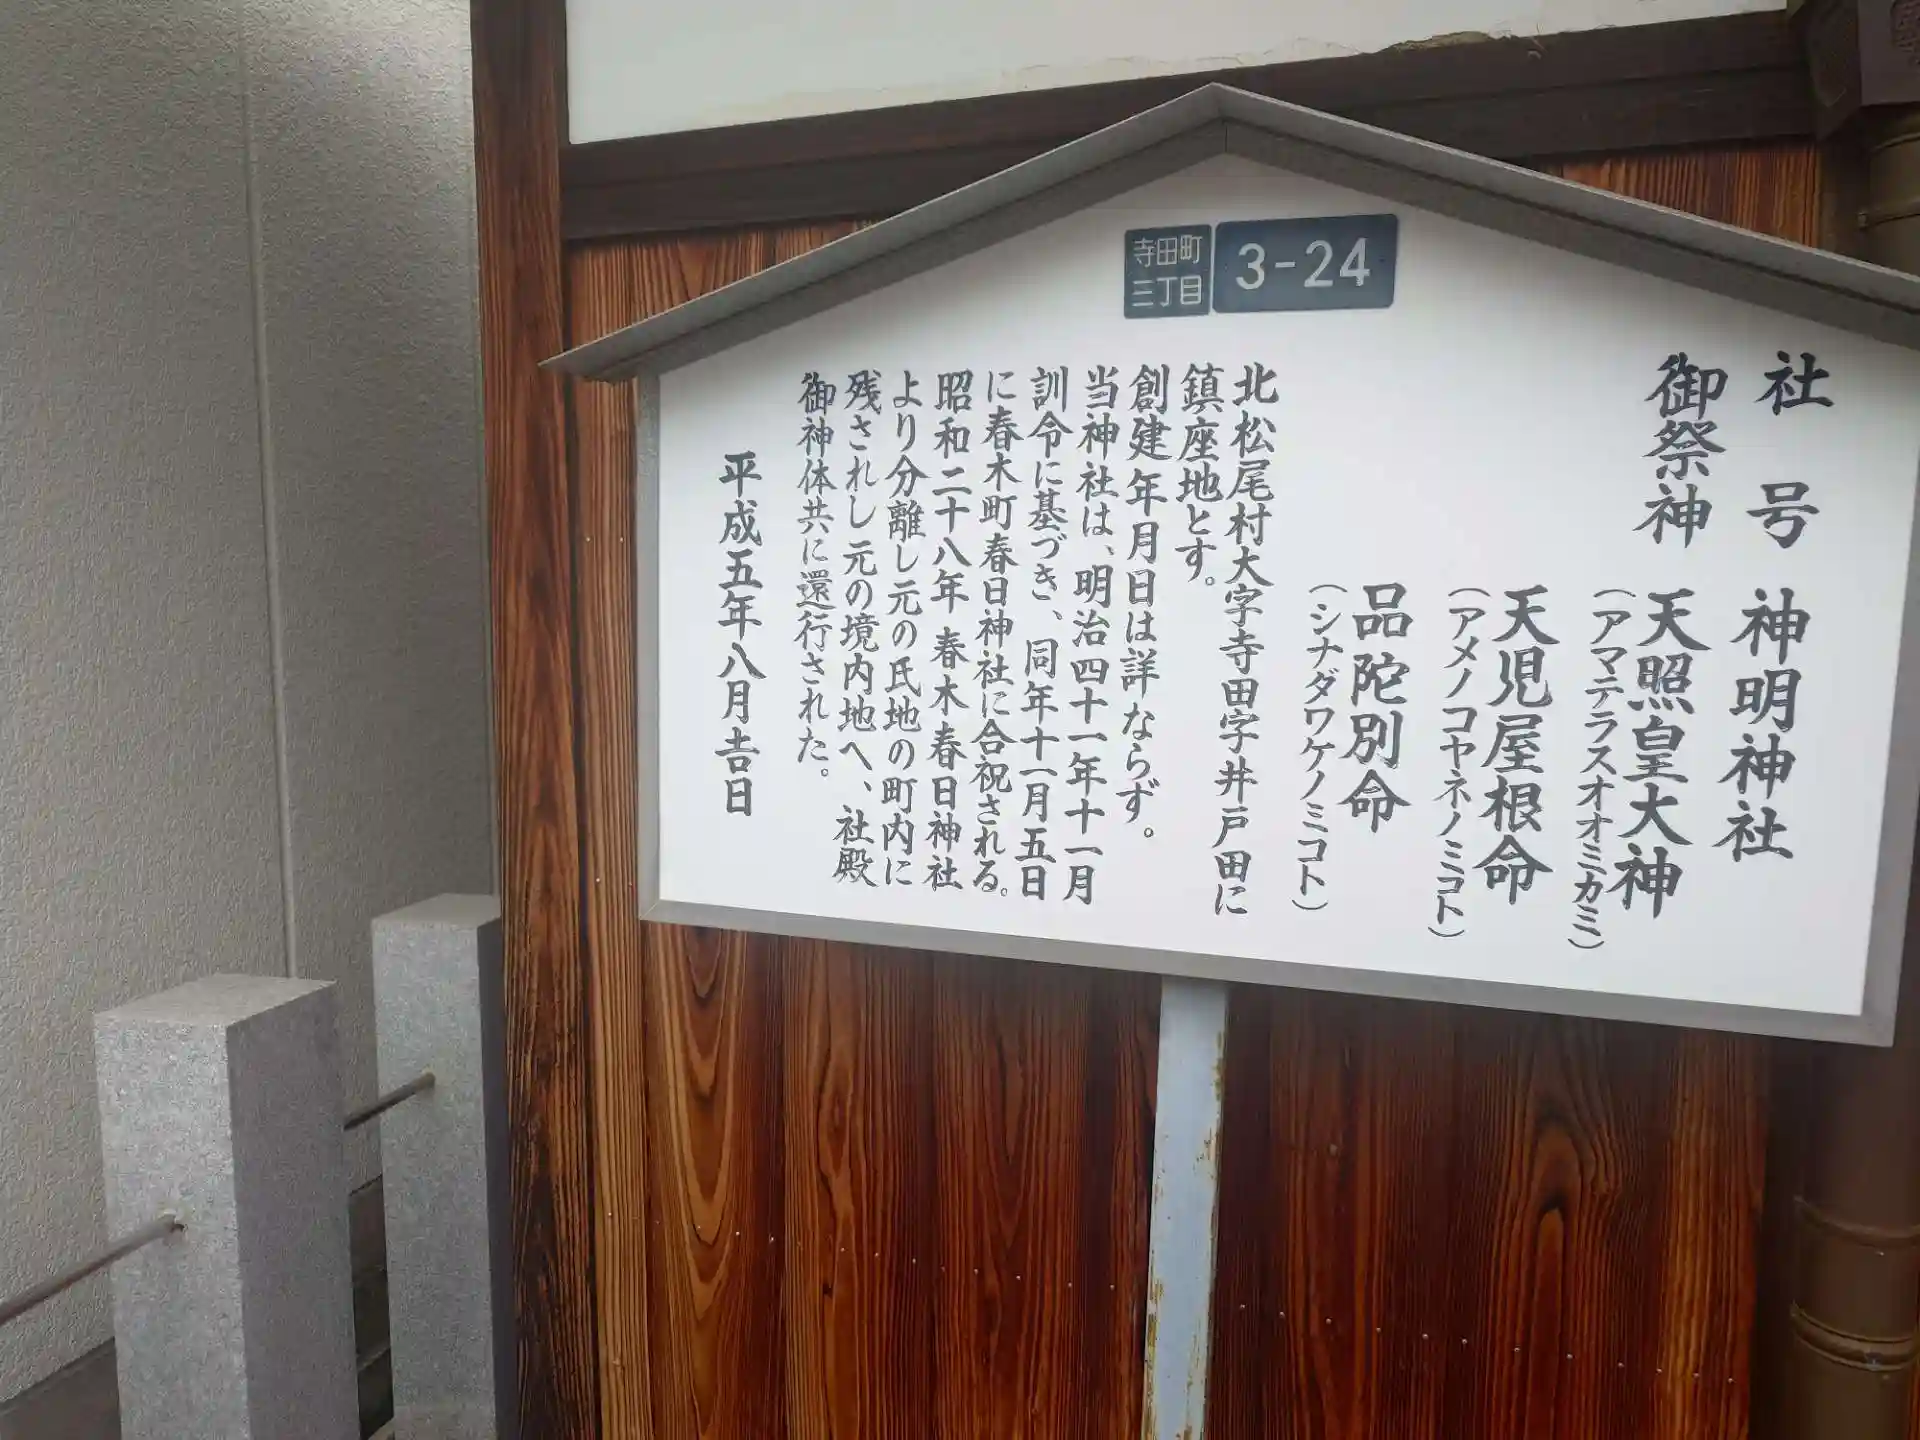 寺田町
三丁目
3-24
社号 神明神社
御祭神 天照皇大神
(アマテラスオオミカミ)
天児屋根命
(アメノコヤネノミコト)
品陀別命
(シナダワケノミコト)
北松尾村大字寺田字井戸田に
鎮座地とす。
創建年月日は詳ならず。
当神社は、明治四十一年十一月
訓令に基づき、同年十一月五日
に春木町春日神社に合祝される。
昭和二十八年 春木春日神社
より分離し元の氏地の町内に
残されし元の境内地へ、社殿
御神体共に還行された。
平成五年八月吉日